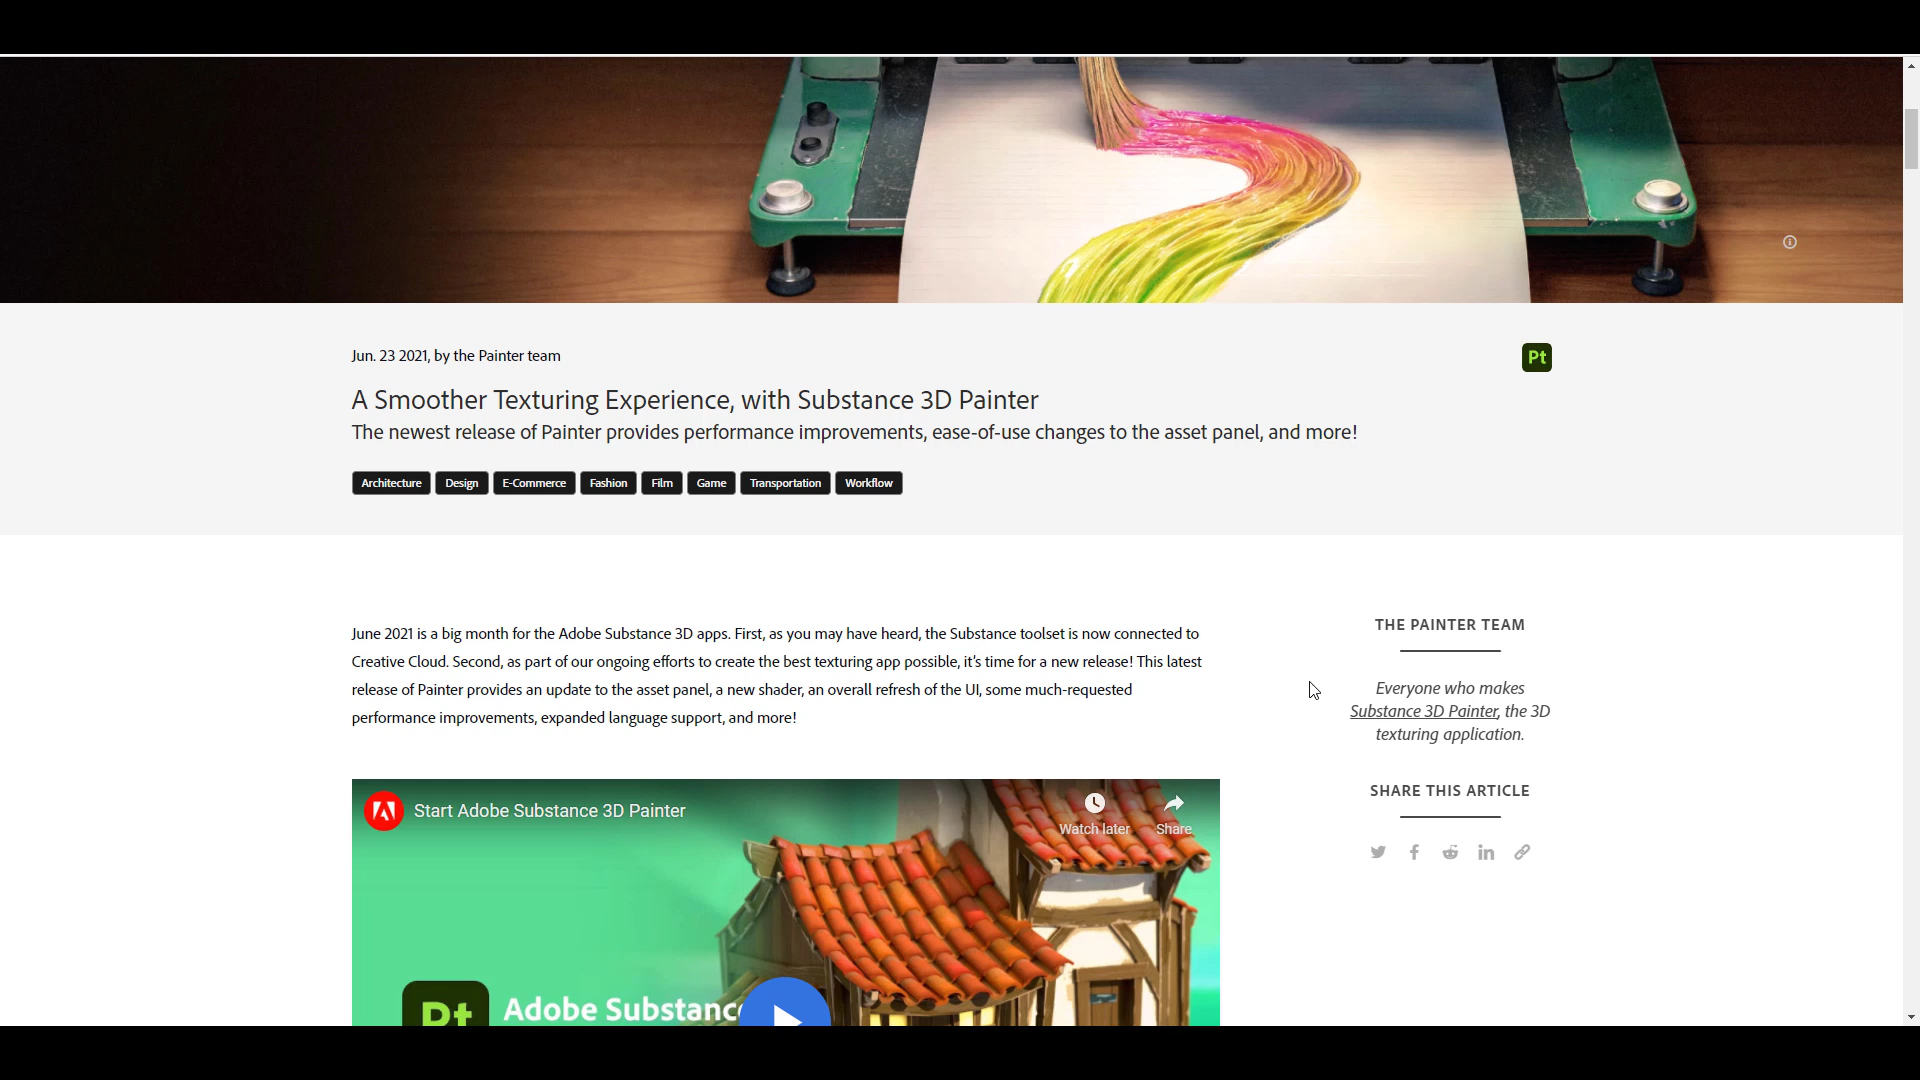 Jun. 23 2021, by the Painter team
Pt
A Smoother Texturing Experience, with Substance 3D Painter
The newest release of Painter provides performance improvements, ease-of-use changes to the asset panel, and more!
Architecture Design E-Commerce Fashion Film Game Transportation Workflow
June 2021 is a big month for the Adobe Substance 3D apps. First, as you may have heard, the Substance toolset is now connected to
Creative Cloud. Second, as part of our ongoing efforts to create the best texturing app possible, it's time for a new release! This latest
release of Painter provides an update to the asset panel, a new shader, an overall refresh of the UI, some much-requested
performance improvements, expanded language support, and more!
THE PAINTER TEAM
Everyone who makes
Substance 3D Painter, the 3D
texturing application.
SHARE THIS ARTICLE
Start Adobe Substance 3D Painter
Watch later
Share
Pt
Adobe Substanc